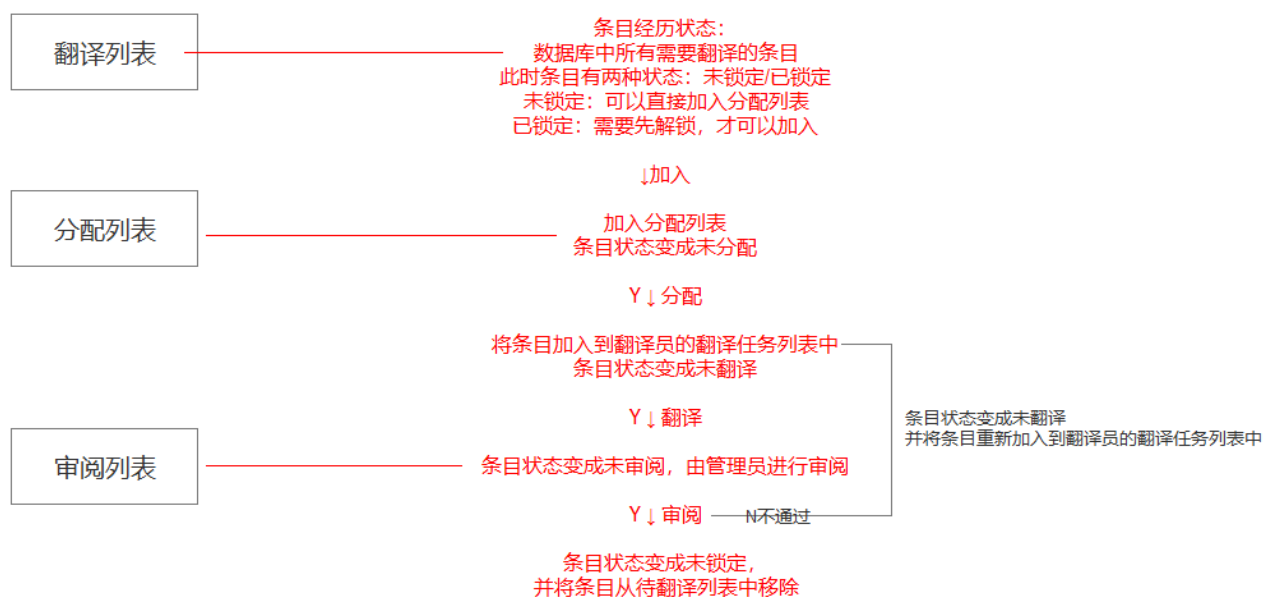 翻译列表
条目经历状态：
数据库中所有需要翻译的条目
此时条目有两种状态：未锁定/已锁定
未锁定：可以直接加入分配列表
已锁定：需要先解锁，才可以加入
↓加入
分配列表
加入分配列表
条目状态变成未分配
Y↓分配
将条目加入到翻译员的翻译任务列表中
条目状态变成未翻译
Y↓翻译
条目状态变成未翻译
并将条目重新加入到翻译员的翻译任务列表中
审阅列表
条目状态变成未审阅，由管理员进行审阅
Y↓审阅
N不通过
条目状态变成未锁定，
并将条目从待翻译列表中移除